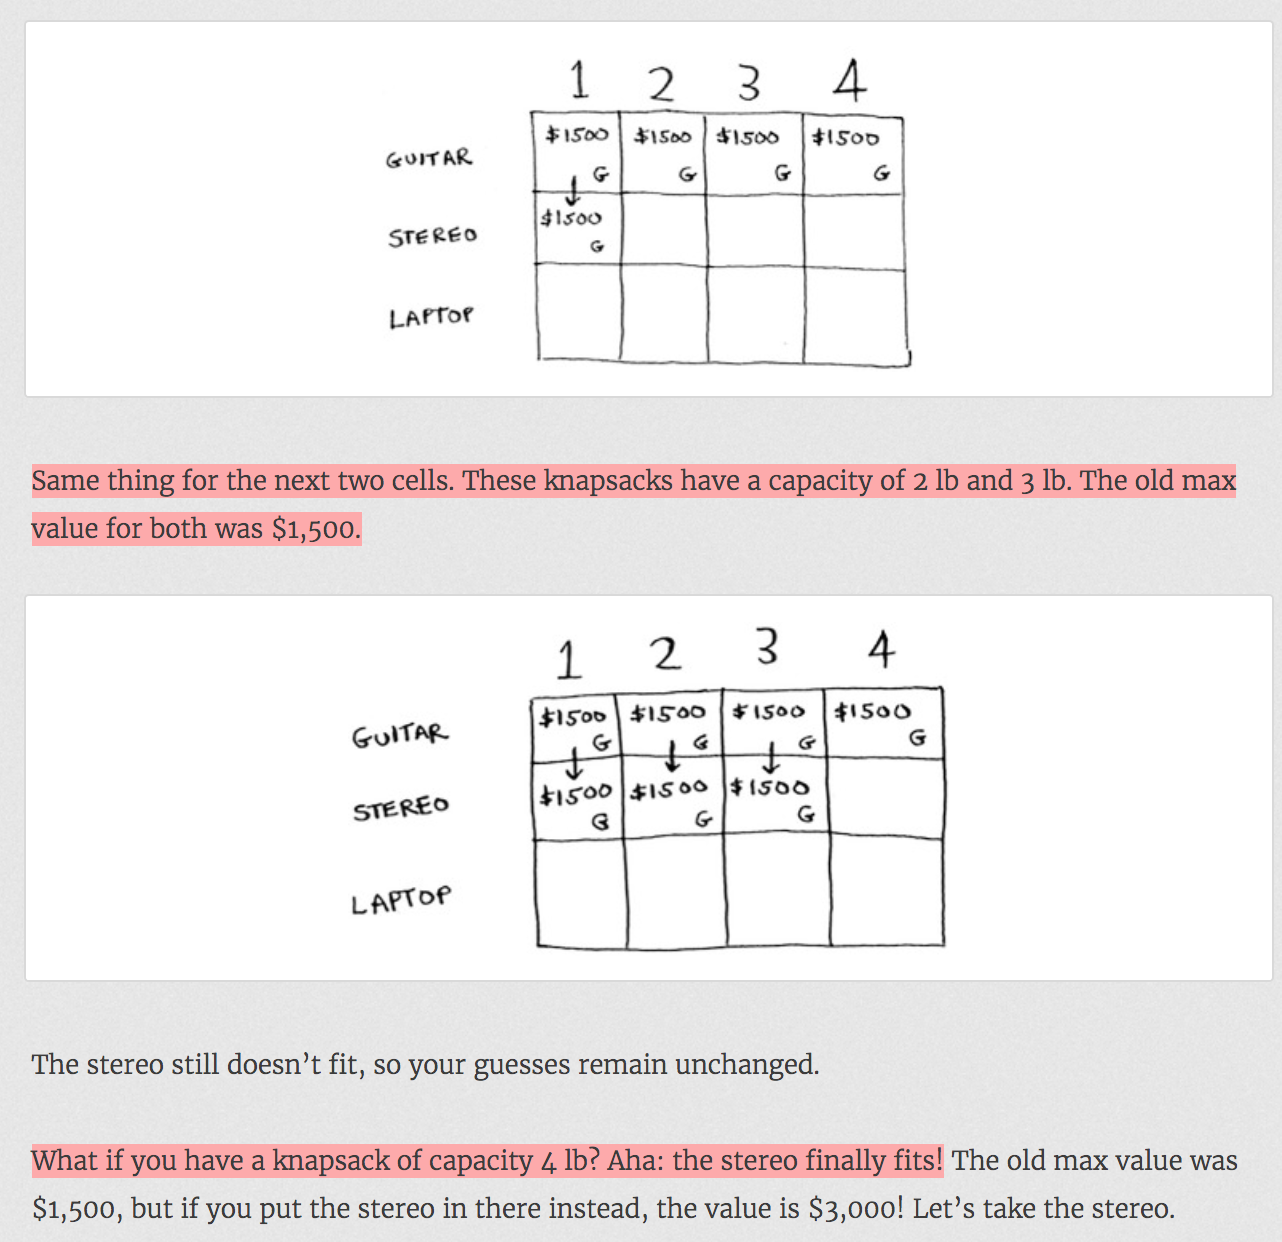 1 2 3 4
GUITAR $1500 G $1500 G $1500 G $1500 G
STEREO $1500 G
LAPTOP
Same thing for the next two cells. These knapsacks have a capacity of 2 lb and 3 lb. The old max
value for both was $1,500.
1 2 3 4
GUITAR $1500 G $1500 G $1500 G $1500 G
STEREO $1500 G $1500 G $1500 G
LAPTOP
The stereo still doesn’t fit, so your guesses remain unchanged.
What if you have a knapsack of capacity 4 lb? Aha: the stereo finally fits! The old max value was
$1,500, but if you put the stereo in there instead, the value is $3,000! Let’s take the stereo.